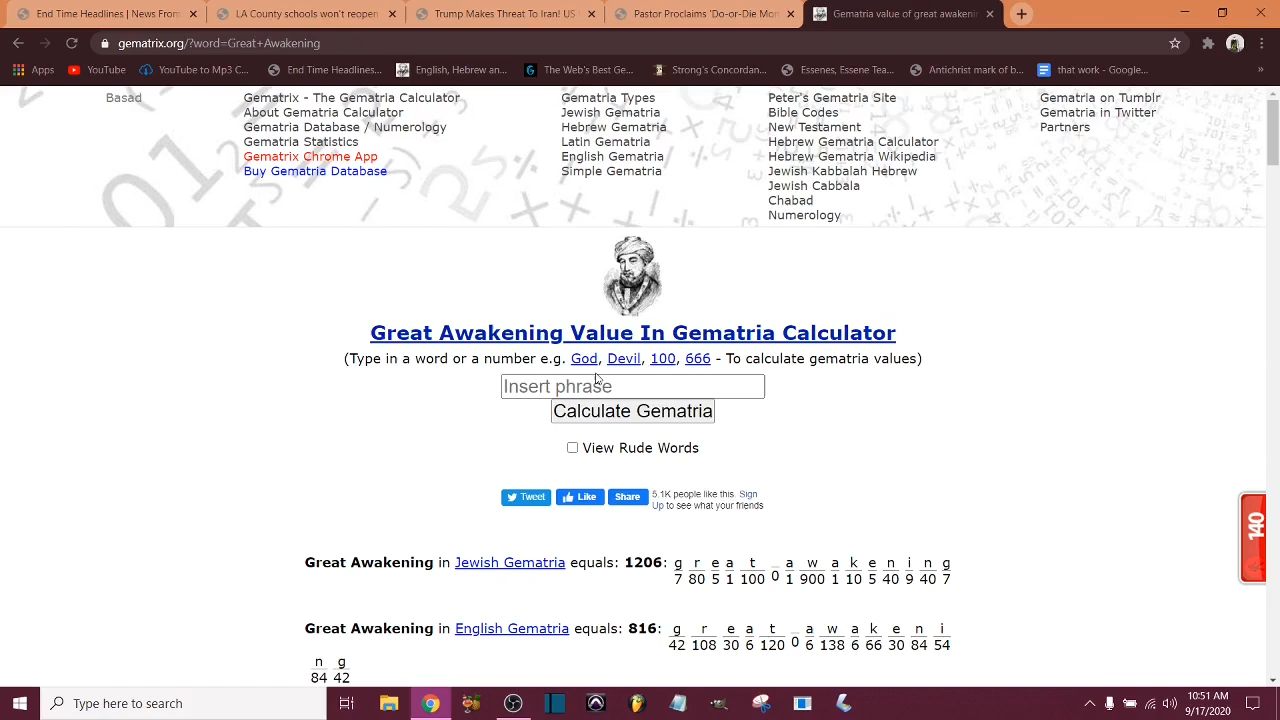 End Time Headlines | News From
LA County schools won't reopen
Trump Makes Threat To Iran! US
Pastor Proclaims 'Do-or-Die Mon
Gematria value of great awakenin
gematrix.org/?word=Great+Awakening
Apps
YouTube
YouTube to Mp3 C...
End Time Headlines...
English, Hebrew an...
The Web's Best Ge...
Strong's Concordan...
Essenes, Essene Tea...
Antichrist mark of b...
that work - Google...
»
Basad
Gematrix - The Gematria Calculator
About Gematria Calculator
Gematria Database / Numerology
Gematria Statistics
Gematrix Chrome App
Buy Gematria Database
Gematria Types
Jewish Gematria
Hebrew Gematria
Latin Gematria
English Gematria
Simple Gematria
Peter's Gematria Site
Bible Codes
New Testament
Hebrew Gematria Calculator
Hebrew Gematria Wikipedia
Jewish Kabbalah Hebrew
Jewish Cabbala
Chabad
Numerology
Gematria on Tumblr
Gematria in Twitter
Partners
Great Awakening Value In Gematria Calculator
(Type in a word or a number e.g. God, Devil, 100, 666 - To calculate gematria values)
Insert phrase
Calculate Gematria
View Rude Words
Tweet
Like
Share
5.1K people like this. Sign
Up to see what your friends
140
Great Awakening in Jewish Gematria equals: 1206: g r e a t _ a w a k e n i n g
7 80 5 1 100 0 1 900 1 10 5 40 9 40 7
Great Awakening in English Gematria equals: 816: g r e a t _ a w a k e n i
42 108 30 6 120 0 6 138 6 66 30 84 54
n g
84 42
Type here to search
10:51 AM
9/17/2020